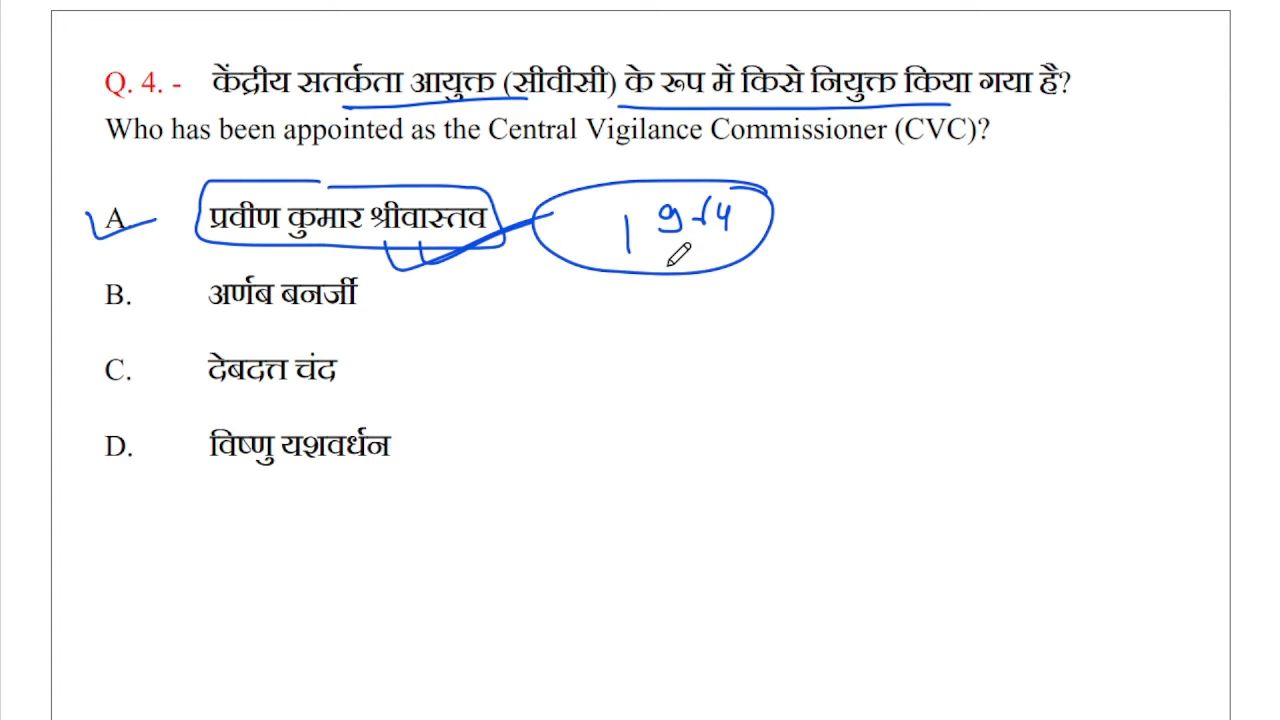 Q. 4. - केंद्रीय सतर्कता आयुक्त (सीवीसी) के रूप में किसे नियुक्त किया गया है?
Who has been appointed as the Central Vigilance Commissioner (CVC)?
A. प्रवीण कुमार श्रीवास्तव
B. अर्णब बनर्जी
C. देबदत्त चंद
D. विष्णु यशवर्धन